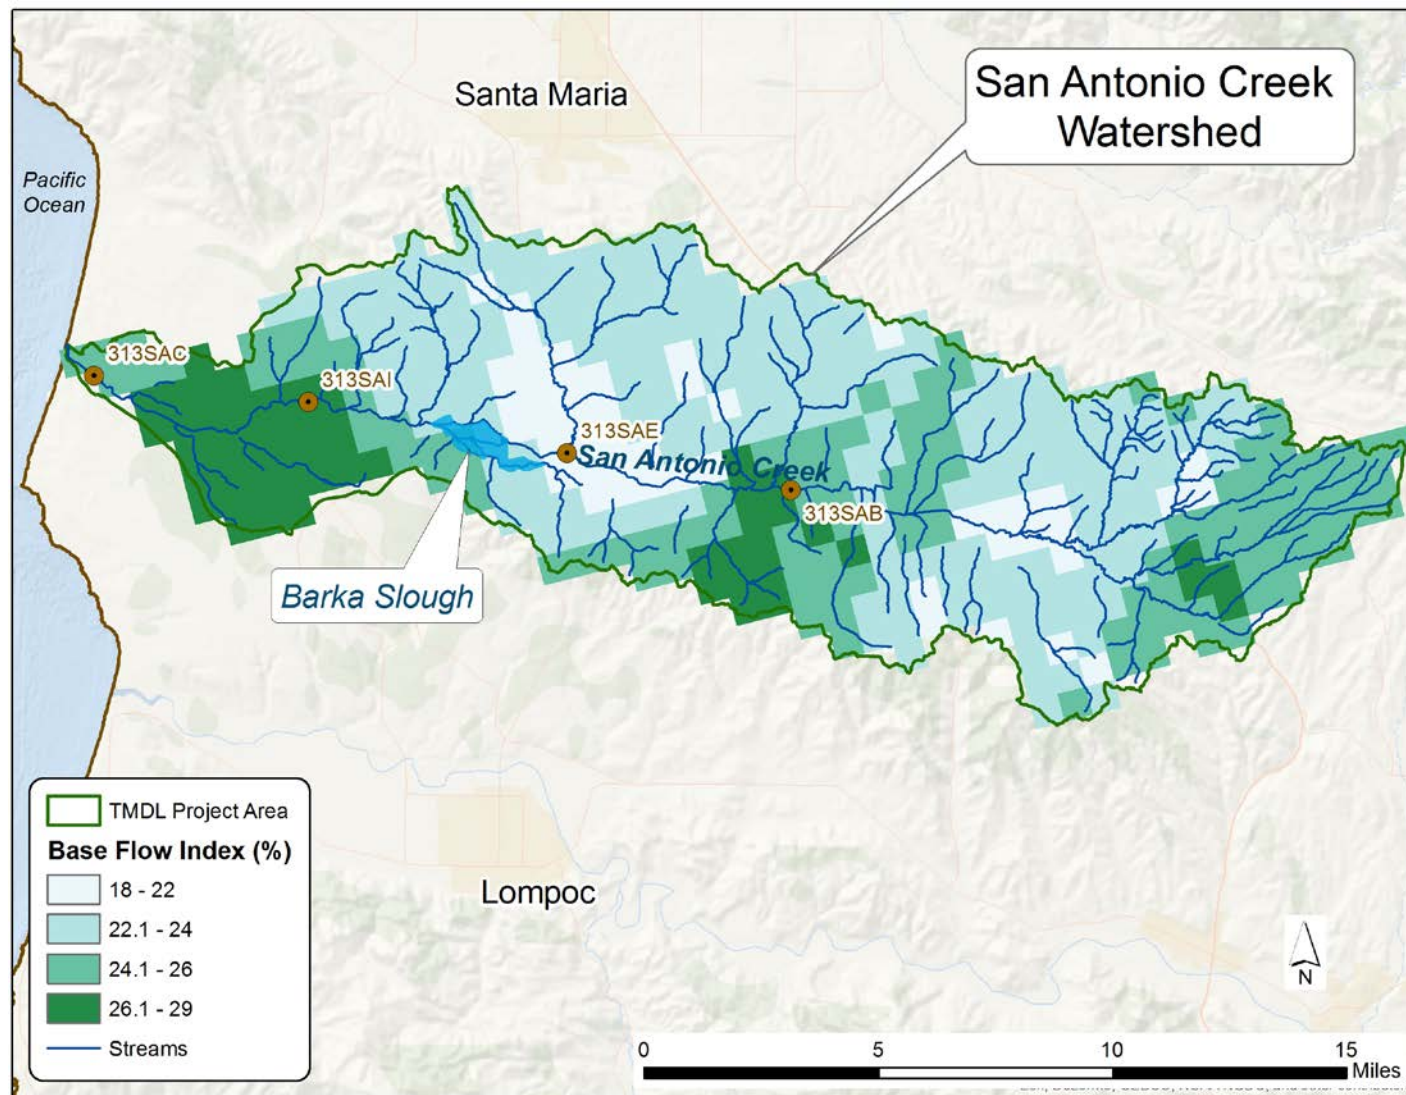 Santa Maria
San Antonio Creek
Watershed
Pacific
Ocean
313SAC
313SAI
313SAE
San Antonio Creek
313SAB
Barka Slough
TMDL Project Area
Base Flow Index (%)
18 - 22
22.1 - 24
24.1 - 26
26.1 - 29
Streams
Lompoc
N
0 5 10 15
Miles